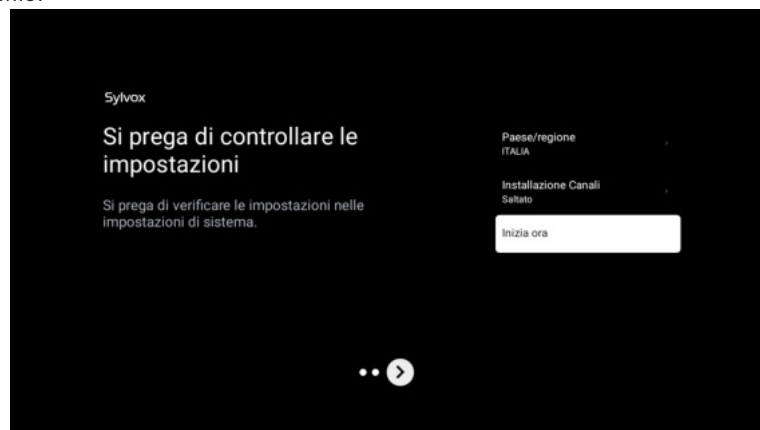 Sylvox
Si prega di controllare le
impostazioni
Si prega di verificare le impostazioni nelle
impostazioni di sistema.
Paese/regione
ITALIA
Installazione Canali
Saltato
Inizia ora